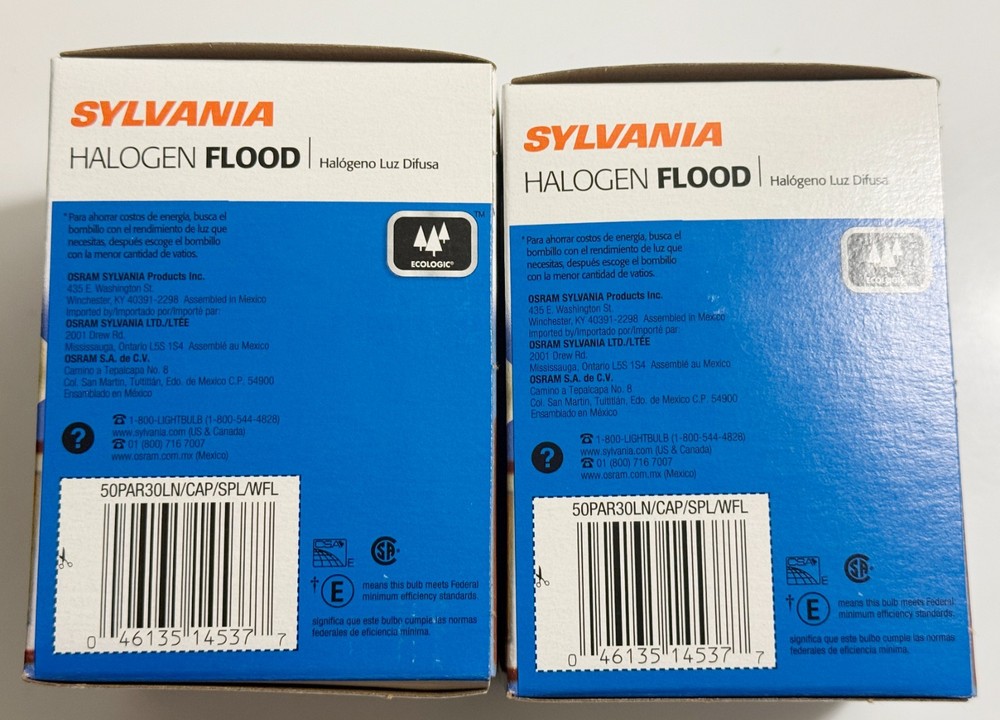 SYLVANIA
HALOGEN FLOOD | Halógeno Luz Difusa
*Para ahorrar costos de energía, busca el
bombillo con el rendimiento de luz que
necesitas, después escoge el bombillo
con la menor cantidad de vatios.
ECOLOGIC®
TM
OSRAM SYLVANIA Products Inc.
435 E. Washington St.
Winchester, KY 40391-2298 Assembled in Mexico
Imported by/Importado por/Importé par:
OSRAM SYLVANIA LTD./LTÉE
2001 Drew Rd.
Mississauga, Ontario L5S 1S4 Assemblé au Mexico
OSRAM S.A. de C.V.
Camino a Tepalcapa No. 8
Col. San Martin, Tultitlán, Edo. de Mexico C.P. 54900
Ensamblado en México
?
☎ 1-800-LIGHTBULB (1-800-544-4828)
www.sylvania.com (US & Canada)
☎ 01 (800) 716 7007
www.osram.com.mx (Mexico)
50PAR30LN/CAP/SPL/WFL
0 46135 14537 7
CSA E
SA®
† E means this bulb meets Federal
minimum efficiency standards.
significa que este bulbo cumple las normas
federales de eficiencia mínima.
SYLVANIA
HALOGEN FLOOD | Halógeno Luz Difusa
*Para ahorrar costos de energía, busca el
bombillo con el rendimiento de luz que
necesitas, después escoge el bombillo
con la menor cantidad de vatios.
ECOLOGIC
OSRAM SYLVANIA Products Inc.
435 E. Washington St.
Winchester, KY 40391-2298 Assembled in Mexico
Imported by/Importado por/Importé par:
OSRAM SYLVANIA LTD./LTÉE
2001 Drew Rd.
Mississauga, Ontario L5S 1S4 Assemblé au Mexico
OSRAM S.A. de C.V.
Camino a Tepalcapa No. 8
Col. San Martin, Tultitlán, Edo. de Mexico C.P. 54900
Ensamblado en México
?
☎ 1-800-LIGHTBULB (1-800-544-4828)
www.sylvania.com (US & Canada)
☎ 01 (800) 716 7007
www.osram.com.mx (Mexico)
50PAR30LN/CAP/SPL/WFL
0 46135 14537 7
CSA E
SA®
† E means this bulb meets Federal
minimum efficiency standards.
significa que este bulbo cumple las normas
federales de eficiencia mínima.